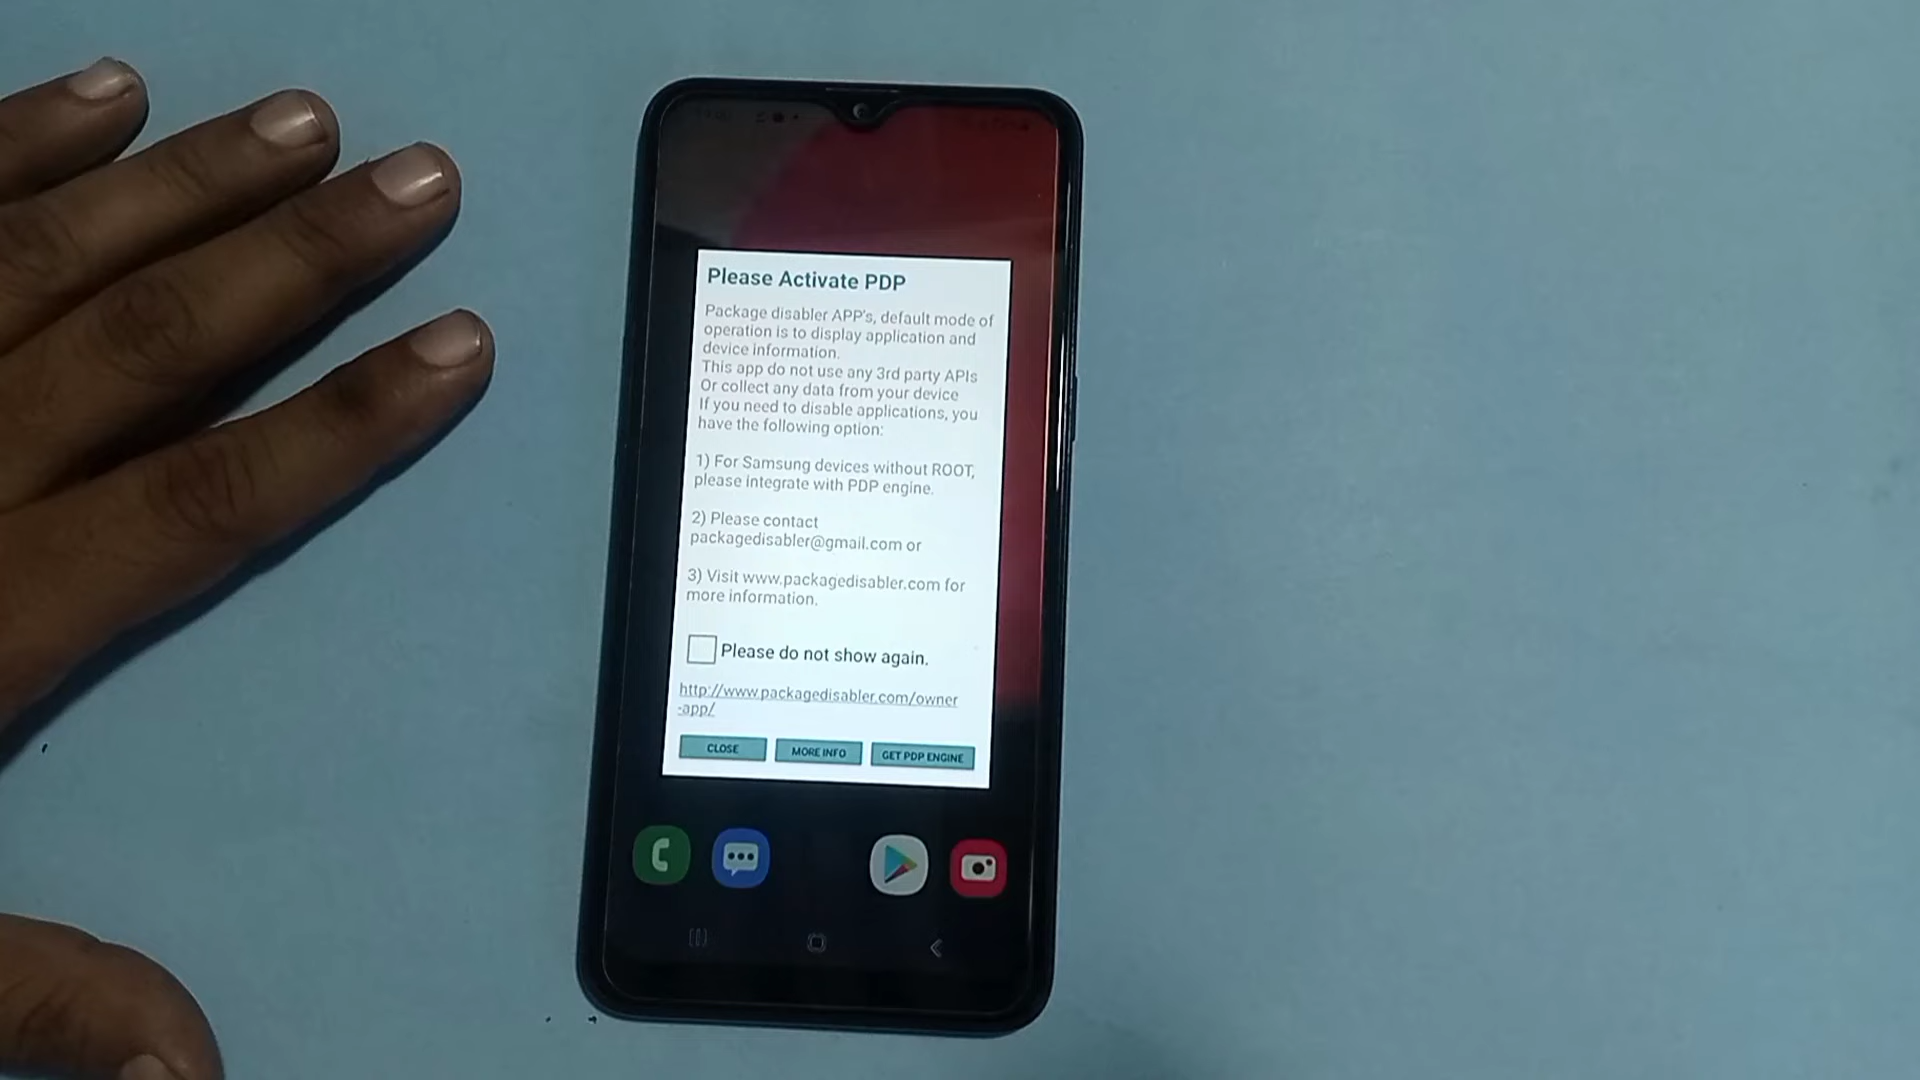 Please Activate PDP
Package disabler APP's, default mode of
operation is to display application and
device information.
This app do not use any 3rd party APIs
Or collect any data from your device
If you need to disable applications, you
have the following option:
1) For Samsung devices without ROOT,
please integrate with PDP engine.
2) Please contact
packagedisabler@gmail.com or
3) Visit www.packagedisabler.com for
more information.
Please do not show again.
http://www.packagedisabler.com/owner
-app/
CLOSE MORE INFO GET PDP ENGINE